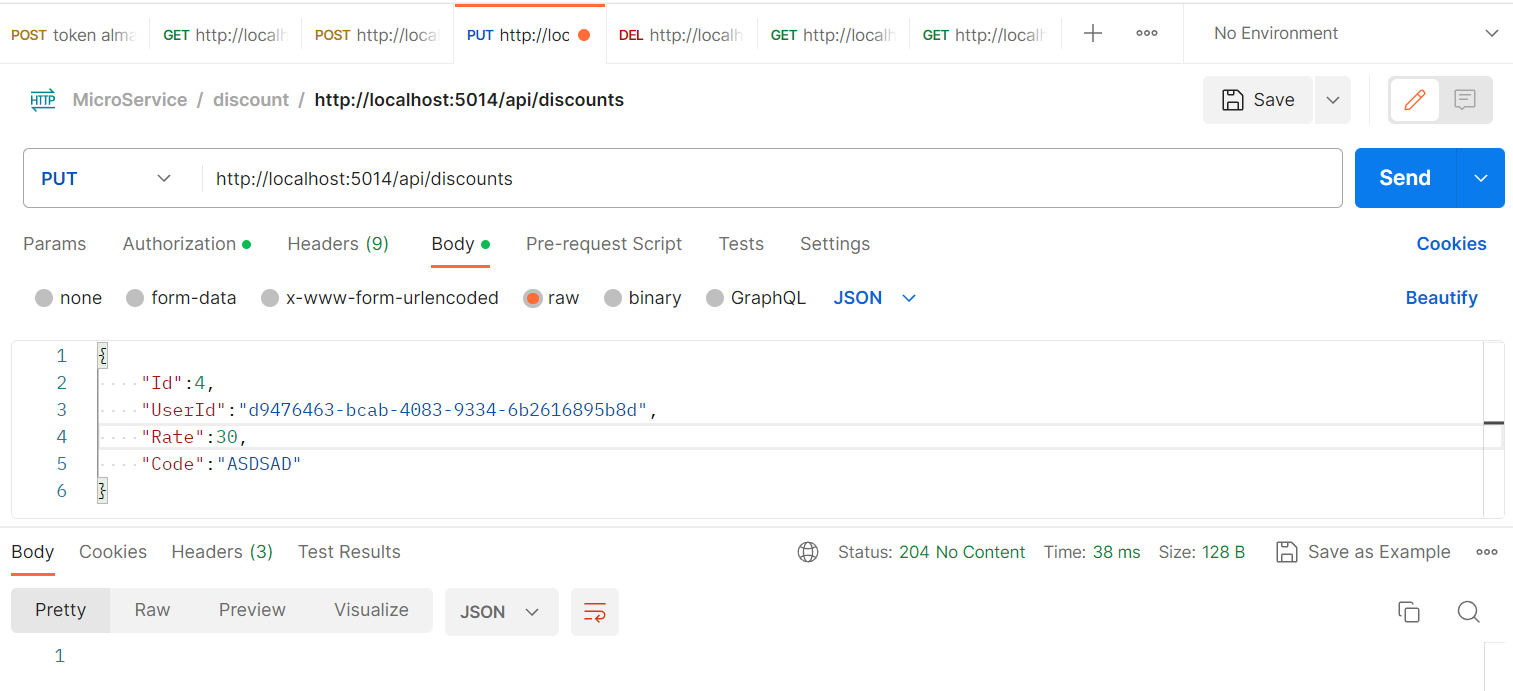 POST token alma GET http://localh POST http://local PUT http://loc DEL http://localh GET http://localh GET http://localh No Environment
HTTP MicroService / discount / http://localhost:5014/api/discounts Save
PUT http://localhost:5014/api/discounts Send
Params Authorization Headers (9) Body Pre-request Script Tests Settings Cookies
none form-data x-www-form-urlencoded raw binary GraphQL JSON Beautify
1 {
2 "Id":4,
3 "UserId":"d9476463-bcab-4083-9334-6b2616895b8d",
4 "Rate":30,
5 "Code":"ASDSAD"
6 }
Body Cookies Headers (3) Test Results Status: 204 No Content Time: 38 ms Size: 128 B Save as Example
Pretty Raw Preview Visualize JSON
1